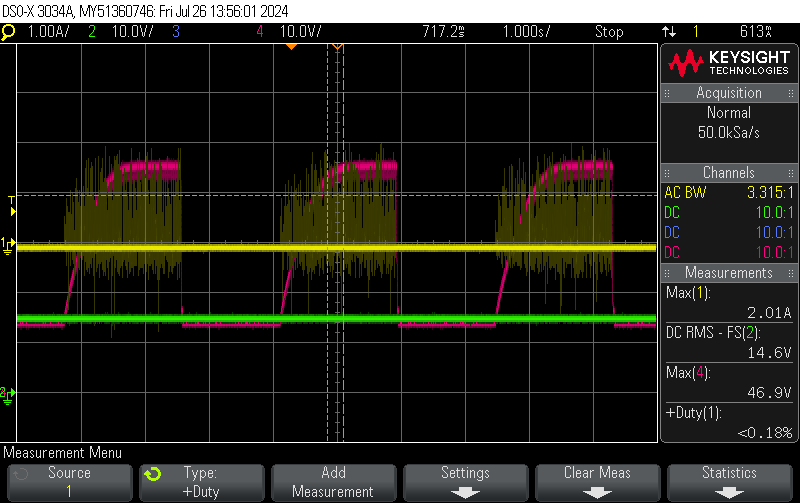 DSO-X 3034A, MY51360746: Fri Jul 26 13:56:01 2024
1.00A/ 2 10.0V/ 3 4 10.0V/ 717.2ms 1.000s/ Stop 1 613m
KEYSIGHT
TECHNOLOGIES
Acquisition
Normal
50.0kSa/s
Channels
AC BW 3.315:1
DC 10.0:1
DC 10.0:1
DC 10.0:1
Measurements
Max(1):
2.01A
DC RMS - FS(2):
14.6V
Max(4):
46.9V
+Duty(1):
<0.18%
T
1
2
Measurement Menu
Source
1
Type:
+Duty
Add
Measurement
Settings
Clear Meas
Statistics